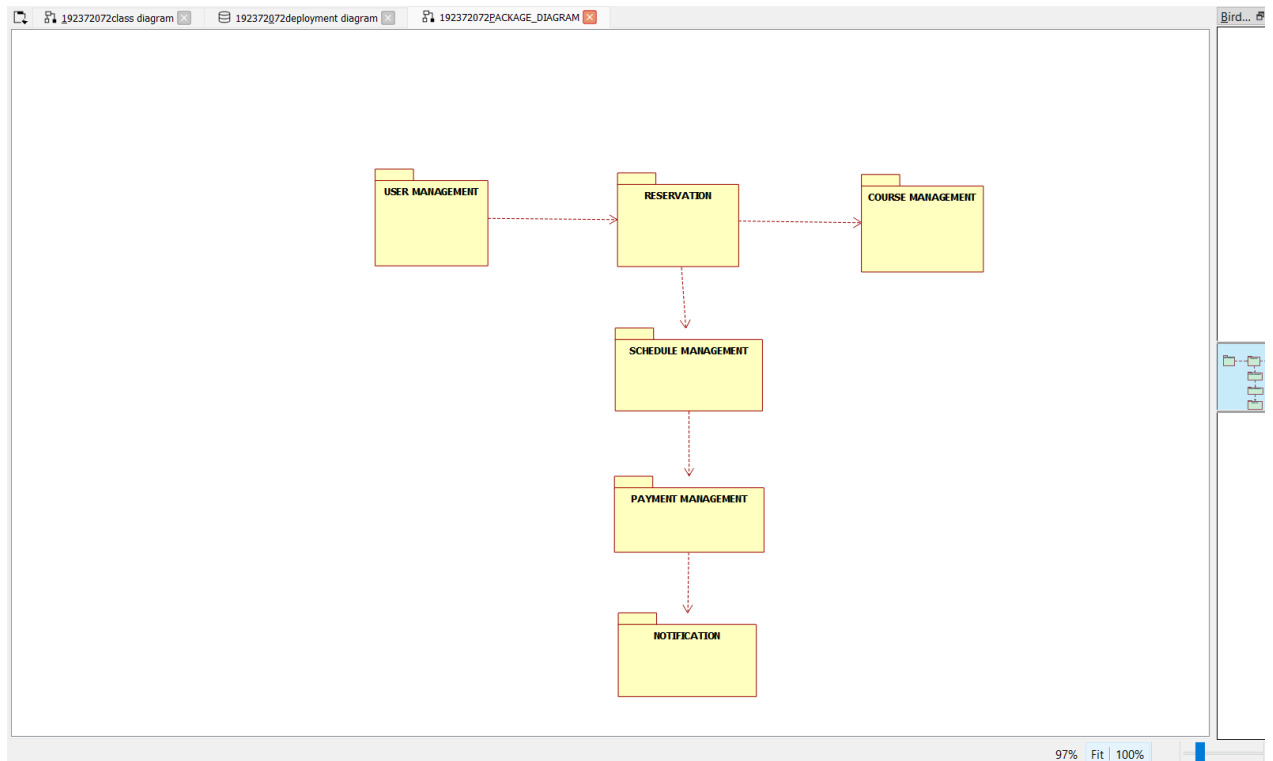 192372072class diagram
192372072deployment diagram
192372072PACKAGE_DIAGRAM
Bird...
USER MANAGEMENT
RESERVATION
COURSE MANAGEMENT
SCHEDULE MANAGEMENT
PAYMENT MANAGEMENT
NOTIFICATION
97% Fit 100%